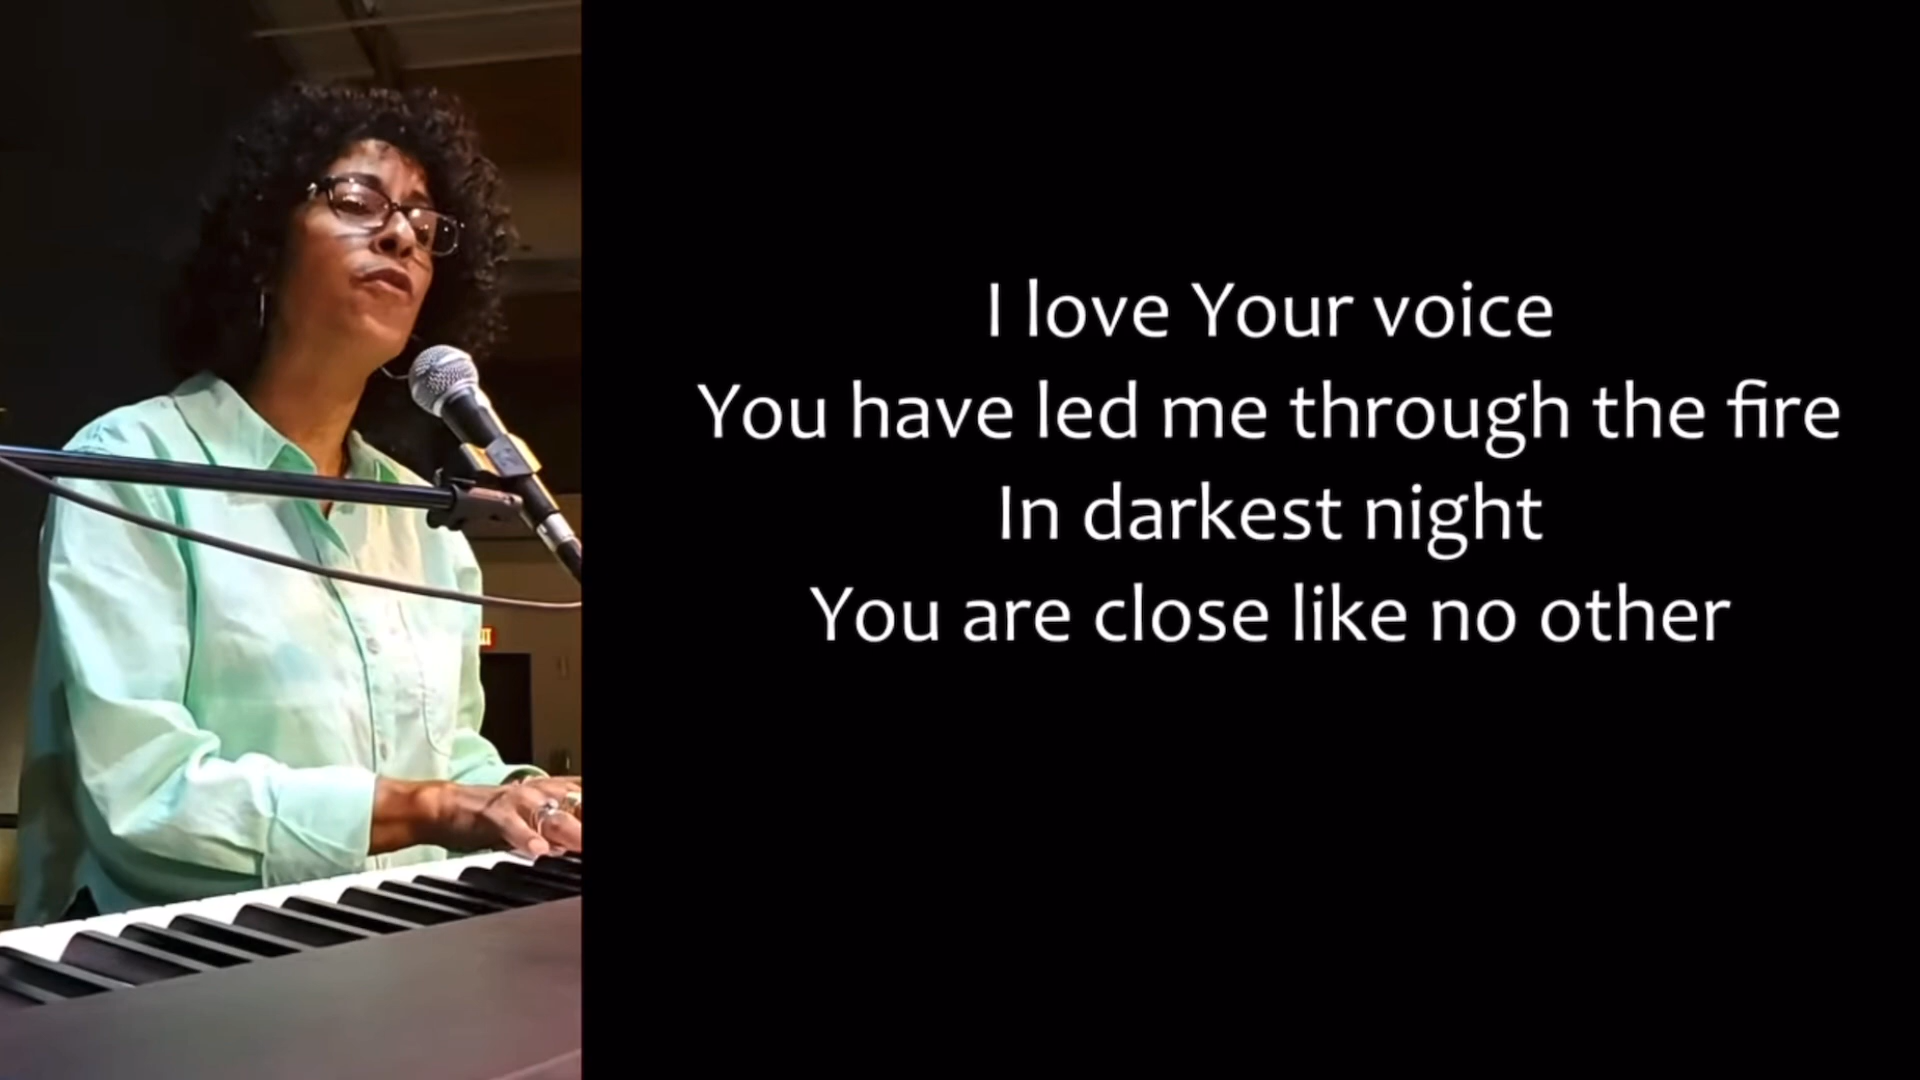 I love Your voice
You have led me through the fire
In darkest night
You are close like no other